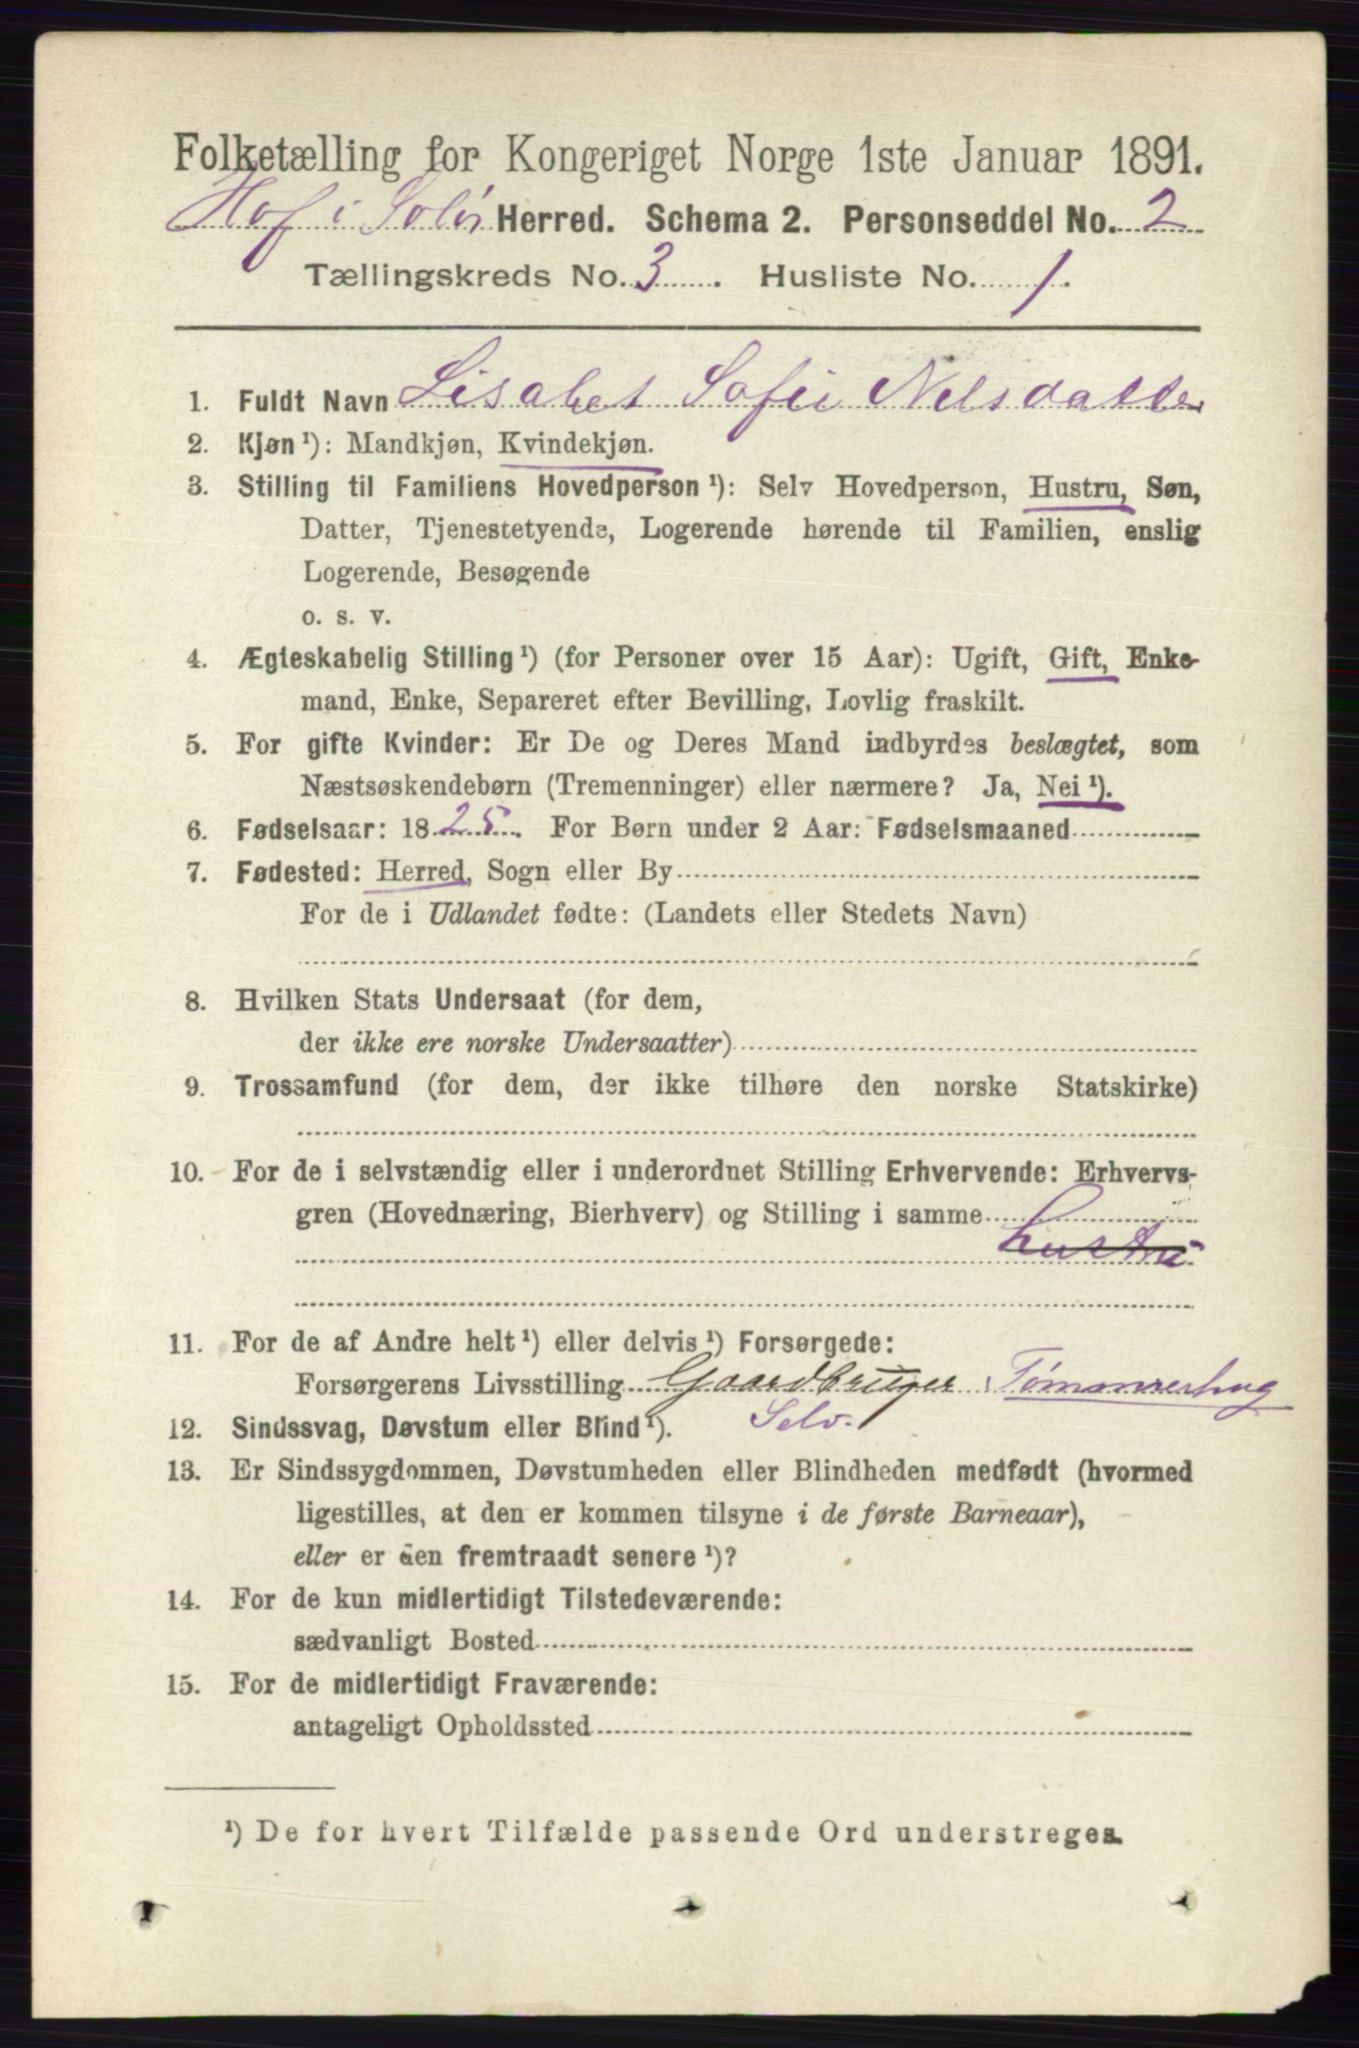 Folketælling for Kongeriget Norge 1ste Januar 1891.
Hof i Solør Herred. Schema 2. Personseddel No. 2
Tællingskreds No. 3. Husliste No. 1.
1. Fuldt Navn Lisabet Sofie Nelsdatter
2. Kjøn ¹): Mandkjøn, Kvindekjøn.
3. Stilling til Familiens Hovedperson ¹): Selv Hovedperson, Hustru, Søn,
Datter, Tjenestetyende, Logerende hørende til Familien, enslig
Logerende, Besøgende
o. s. v.
4. Ægteskabelig Stilling ¹) (for Personer over 15 Aar): Ugift, Gift, Enke-
mand, Enke, Separeret efter Bevilling, Lovlig fraskilt.
5. For gifte Kvinder: Er De og Deres Mand indbyrdes beslægtet, som
Næstsøskendebørn (Tremenninger) eller nærmere? Ja, Nei ¹).
6. Fødselsaar: 1825. For Børn under 2 Aar: Fødselsmaaned
7. Fødested: Herred, Sogn eller By
For de i Udlandet fødte: (Landets eller Stedets Navn)
8. Hvilken Stats Undersaat (for dem,
der ikke ere norske Undersaatter)
9. Trossamfund (for dem, der ikke tilhøre den norske Statskirke)
10. For de i selvstændig eller i underordnet Stilling Erhvervende: Erhvervs-
gren (Hovednæring, Bierhverv) og Stilling i samme
hustru
11. For de af Andre helt ¹) eller delvis ¹) Forsørgede:
Forsørgerens Livsstilling Gaardbruger Tømmerhug
Selv.
12. Sindssvag, Døvstum eller Blind ¹).
13. Er Sindssygdommen, Døvstumheden eller Blindheden medfødt (hvormed
ligestilles, at den er kommen tilsyne i de første Barneaar),
eller er den fremtraadt senere ¹)?
14. For de kun midlertidigt Tilstedeværende:
sædvanligt Bosted
15. For de midlertidigt Fraværende:
antageligt Opholdssted
¹) De for hvert Tilfælde passende Ord understreges.